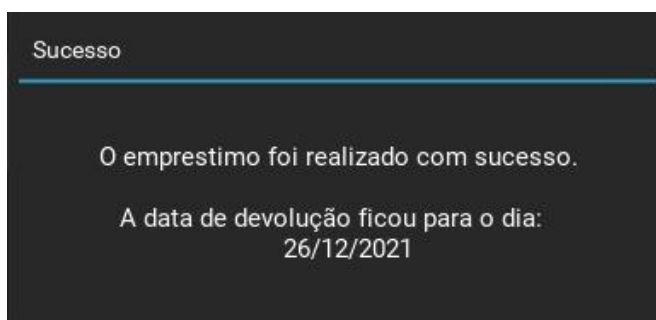 Sucesso
O emprestimo foi realizado com sucesso.
A data de devolução ficou para o dia:
26/12/2021